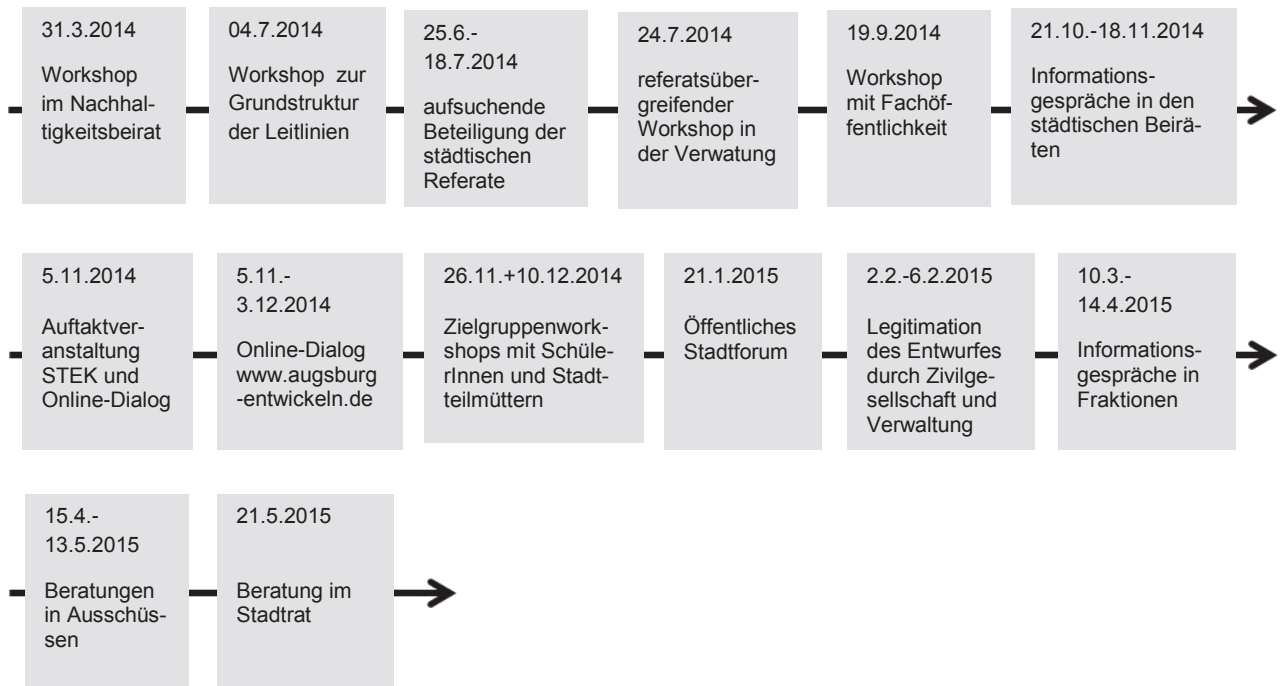 31.3.2014
Workshop
im Nachhal-
tigkeitsbeirat
04.7.2014
Workshop zur
Grundstruktur
der Leitlinien
25.6.-
18.7.2014
aufsuchende
Beteiligung der
städtischen
Referate
24.7.2014
referatsüber-
greifender
Workshop in
der Verwatung
19.9.2014
Workshop
mit Fachöf-
fentlichkeit
21.10.-18.11.2014
Informations-
gespräche in den
städtischen Beirä-
ten
5.11.2014
Auftaktver-
anstaltung
STEK und
Online-Dialog
5.11.-
3.12.2014
Online-Dialog
www.augsburg
-entwickeln.de
26.11.+10.12.2014
Zielgruppenwork-
shops mit Schüle-
rInnen und Stadt-
teilmüttern
21.1.2015
Öffentliches
Stadtforum
2.2.-6.2.2015
Legitimation
des Entwurfes
durch Zivilge-
sellschaft und
Verwaltung
10.3.-
14.4.2015
Informations-
gespräche in
Fraktionen
15.4.-
13.5.2015
Beratungen
in Ausschüs-
sen
21.5.2015
Beratung im
Stadtrat